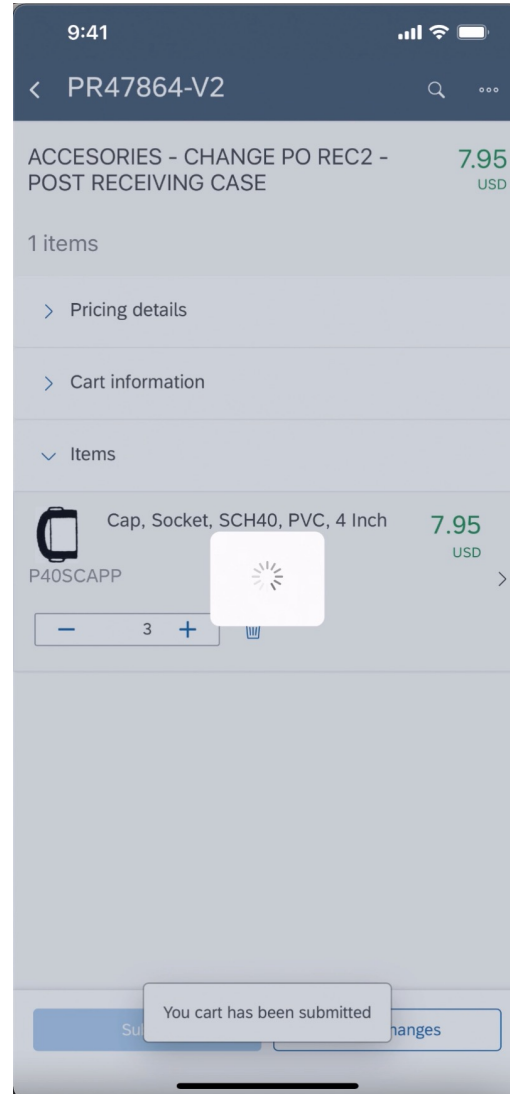 9:41
PR47864-V2
ACCESORIES - CHANGE PO REC2 - 7.95
POST RECEIVING CASE USD
1 items
Pricing details
Cart information
Items
Cap, Socket, SCH40, PVC, 4 Inch 7.95
USD
P40SCAPP
3
You cart has been submitted